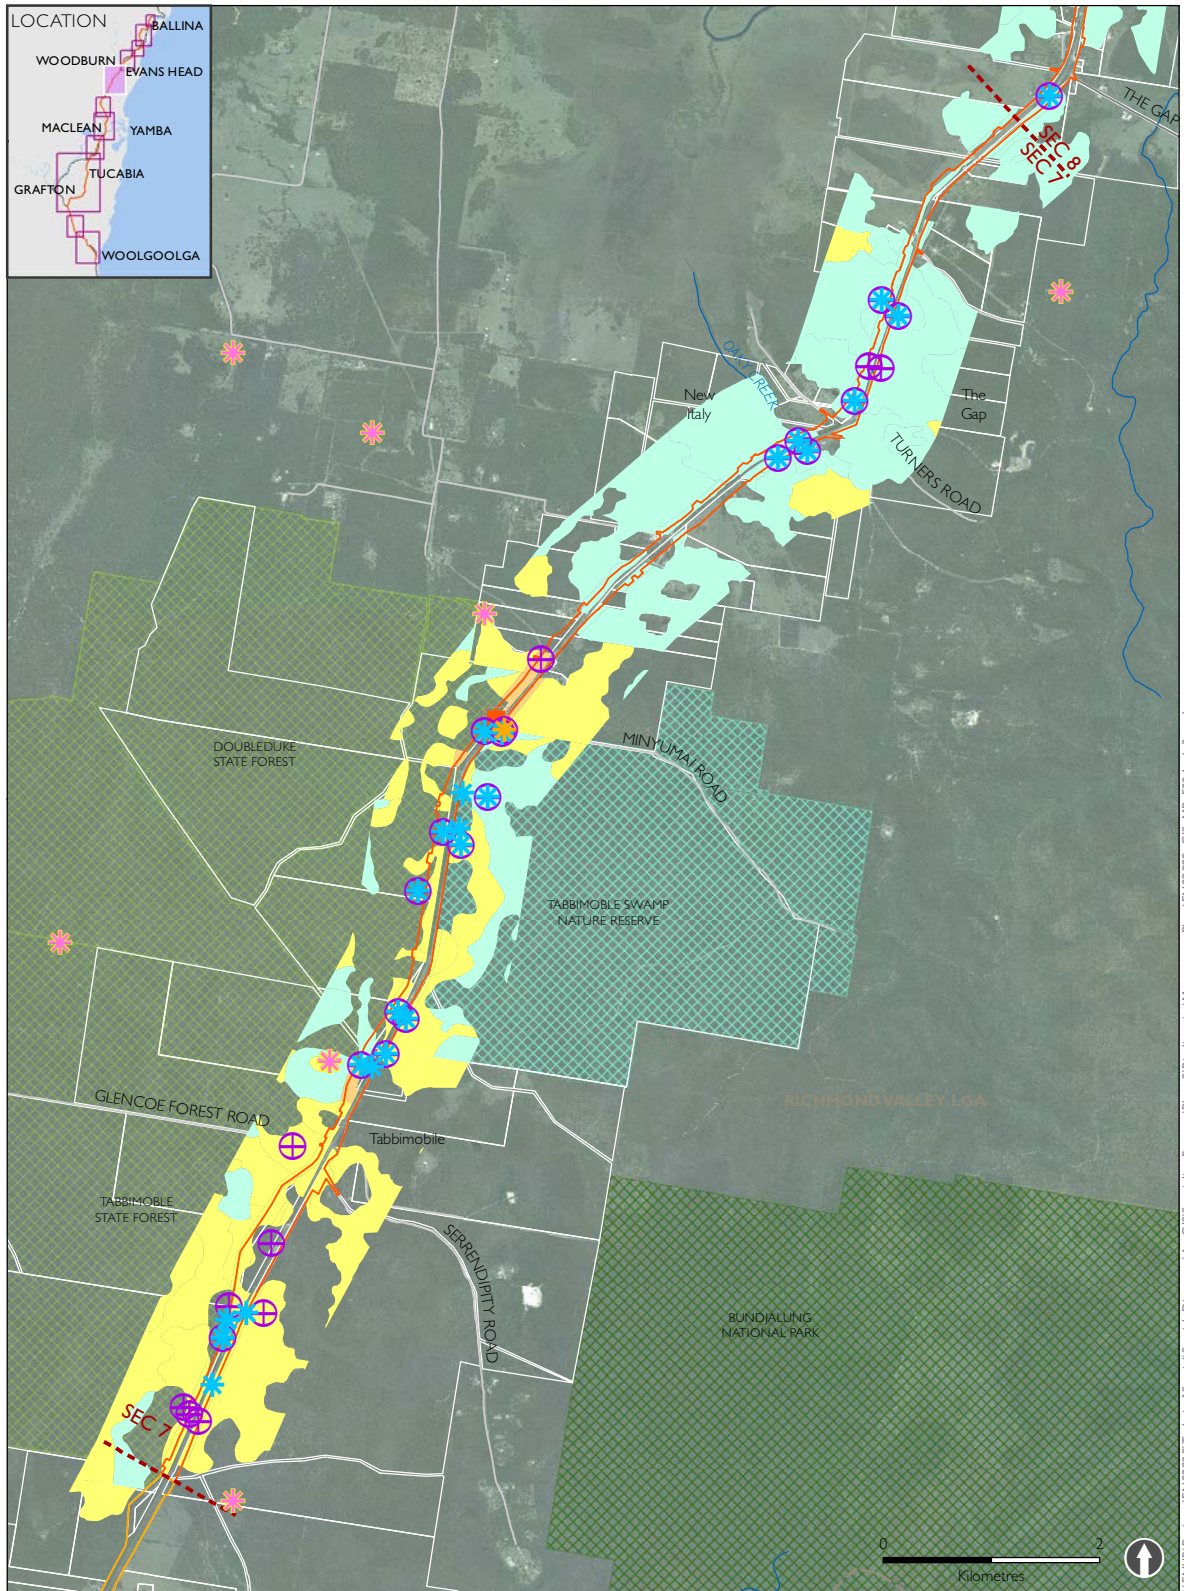 LOCATION
BALLINA
WOODBURN
EVANS HEAD
MACLEAN
YAMBA
TUCABIA
GRAFTON
WOOLGOOLGA
THE GAP
SEC 8
SEC 7
OAKY CREEK
New
Italy
The
Gap
TURNERS ROAD
DOUBLEDUKE
STATE FOREST
MINYUMAI ROAD
TABBIMOBLE SWAMP
NATURE RESERVE
RICHMOND VALLEY LGA
GLENCOE FOREST ROAD
Tabbimobile
TABBIMOBLE
STATE FOREST
SERRENDIPITY ROAD
BUNDJALUNG
NATIONAL PARK
SEC 7
0
2
Kilometres